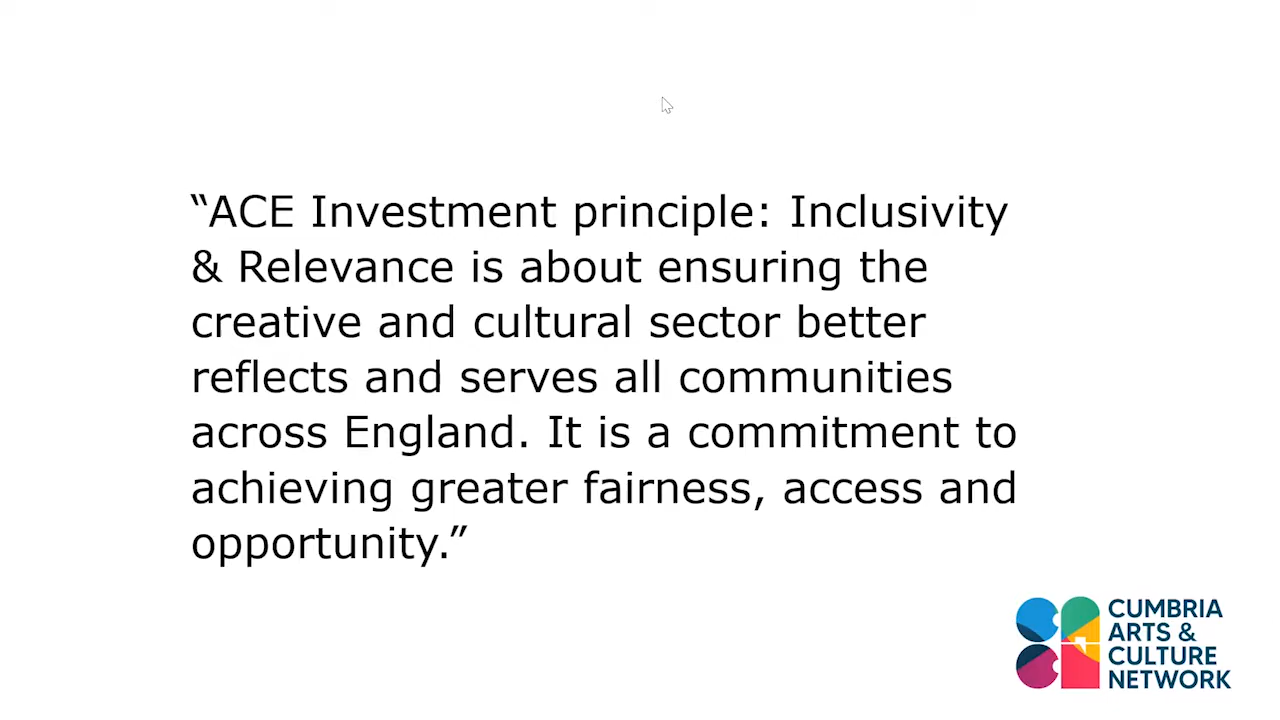 “ACE Investment principle: Inclusivity
& Relevance is about ensuring the
creative and cultural sector better
reflects and serves all communities
across England. It is a commitment to
achieving greater fairness, access and
opportunity.”
CUMBRIA
ARTS &
CULTURE
NETWORK